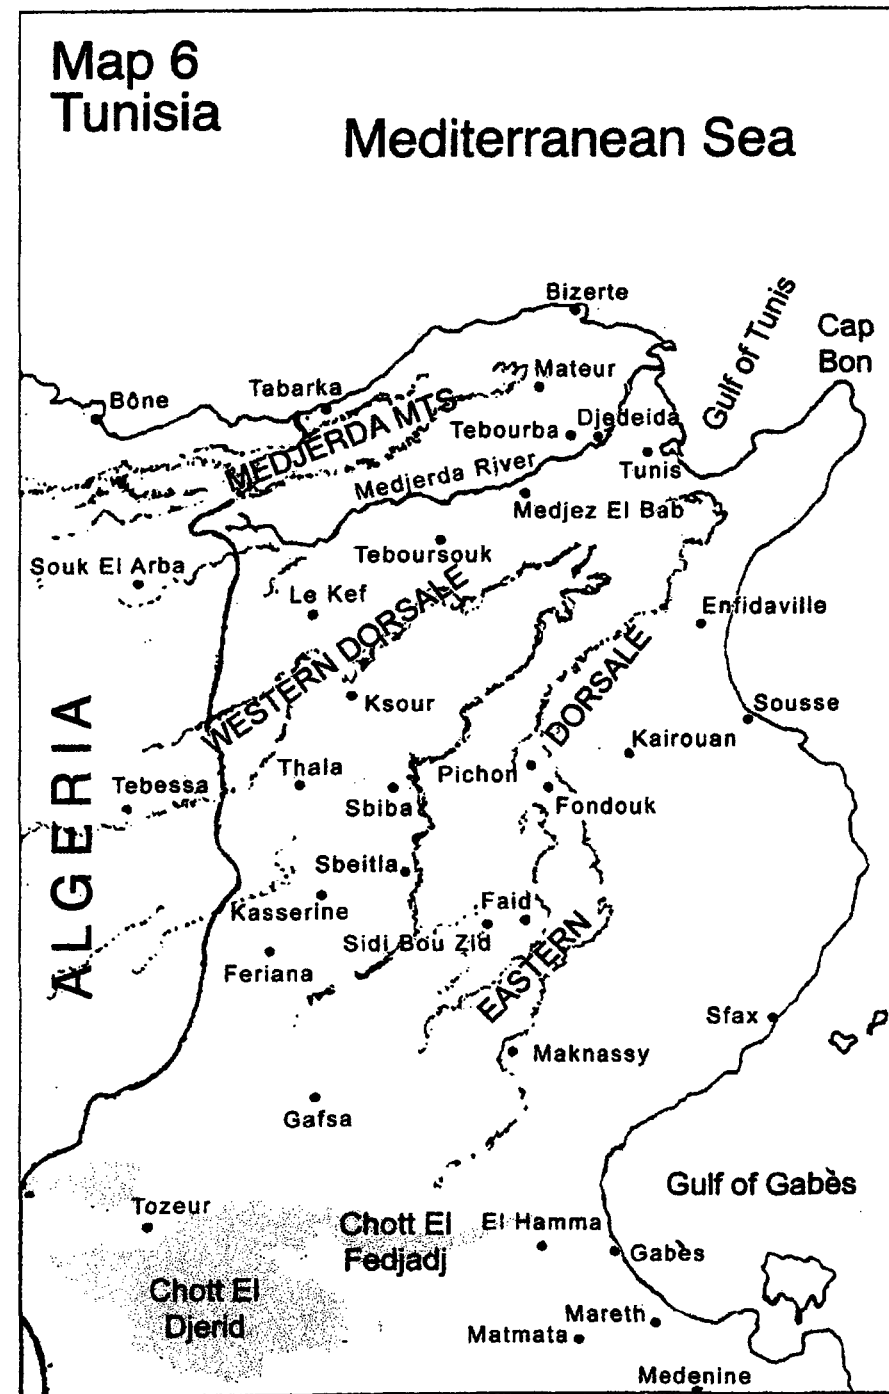 Map 6
Tunisia
Mediterranean Sea
Bizerte
Gulf of Tunis
Cap
Bon
Mateur
Tabarka
Bône
MEDJERDA MTS
Tebourba
Djedeida
Tunis
Medjerda River
Medjez El Bab
Teboursouk
Souk El Arba
Le Kef
Enfidaville
WESTERN DORSALE
Ksour
DORSALE
Sousse
Kairouan
ALGERIA
Tebessa
Thala
Pichon
Sbiba
Fondouk
Sbeitla
Kasserine
Faid
Sidi Bou Zid
EASTERN
Feriana
Sfax
Maknassy
Gafsa
Gulf of Gabès
Tozeur
Chott El
Fedjadj
El Hamma
Gabès
Chott El
Djerid
Mareth
Matmata
Medenine